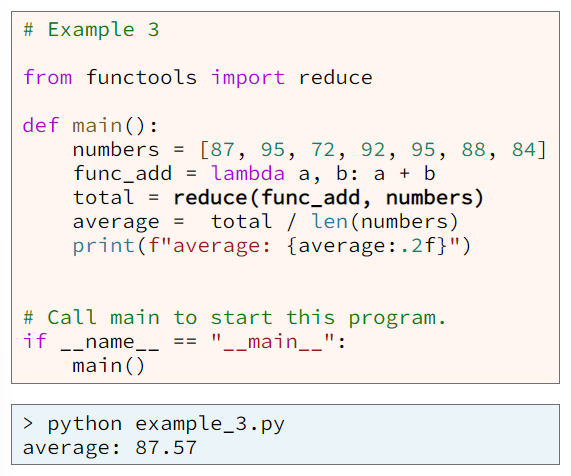 # Example 3

from functools import reduce

def main():
    numbers = [87, 95, 72, 92, 95, 88, 84]
    func_add = lambda a, b: a + b
    total = reduce(func_add, numbers)
    average =  total / len(numbers)
    print(f"average: {average:.2f}")


# Call main to start this program.
if __name__ == "__main__":
    main()

> python example_3.py
average: 87.57